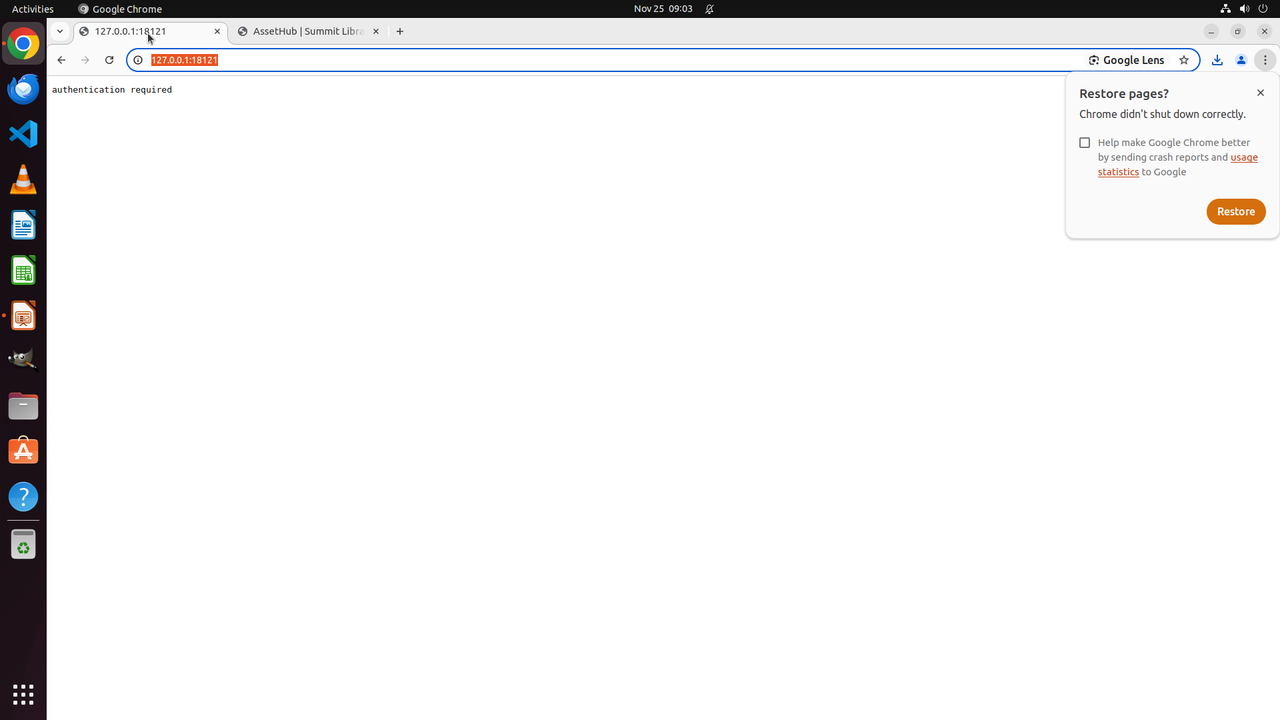 Activities
Google Chrome
Nov 25 09:03
127.0.0.1:18121
AssetHub | Summit Libra
127.0.0.1:18121
Google Lens
authentication required
Restore pages?
Chrome didn't shut down correctly.
Help make Google Chrome better
by sending crash reports and usage
statistics to Google
Restore